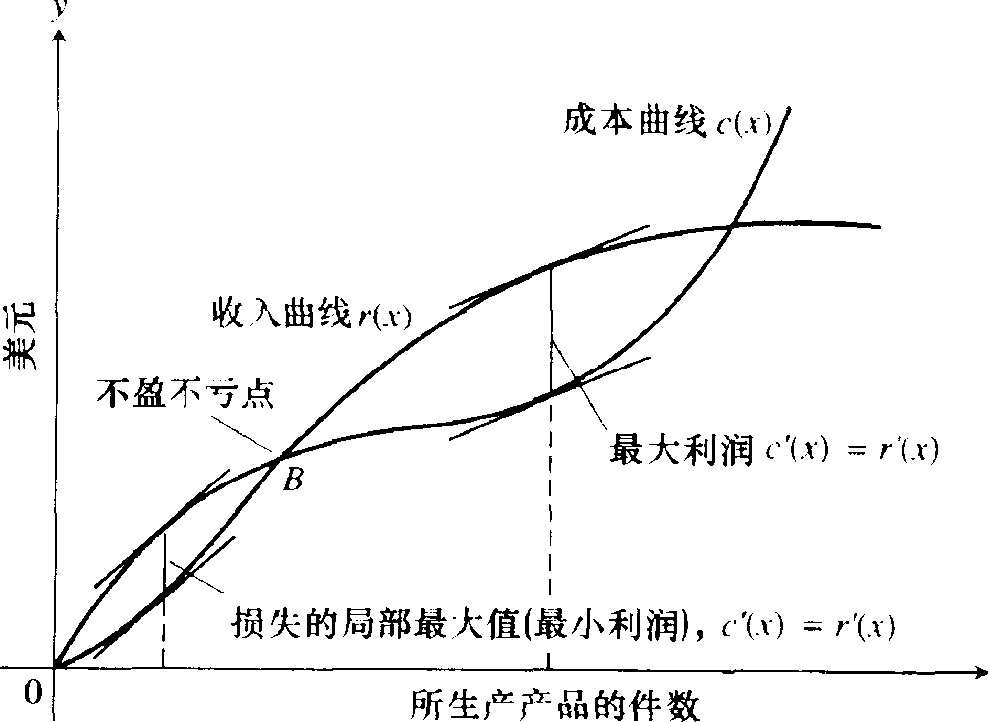 y
成本曲线 c(x)
收入曲线 r(x)
美元
不盈不亏点
B
最大利润 c′(x) = r′(x)
损失的局部最大值(最小利润)，c′(x) = r′(x)
0
所生产产品的件数